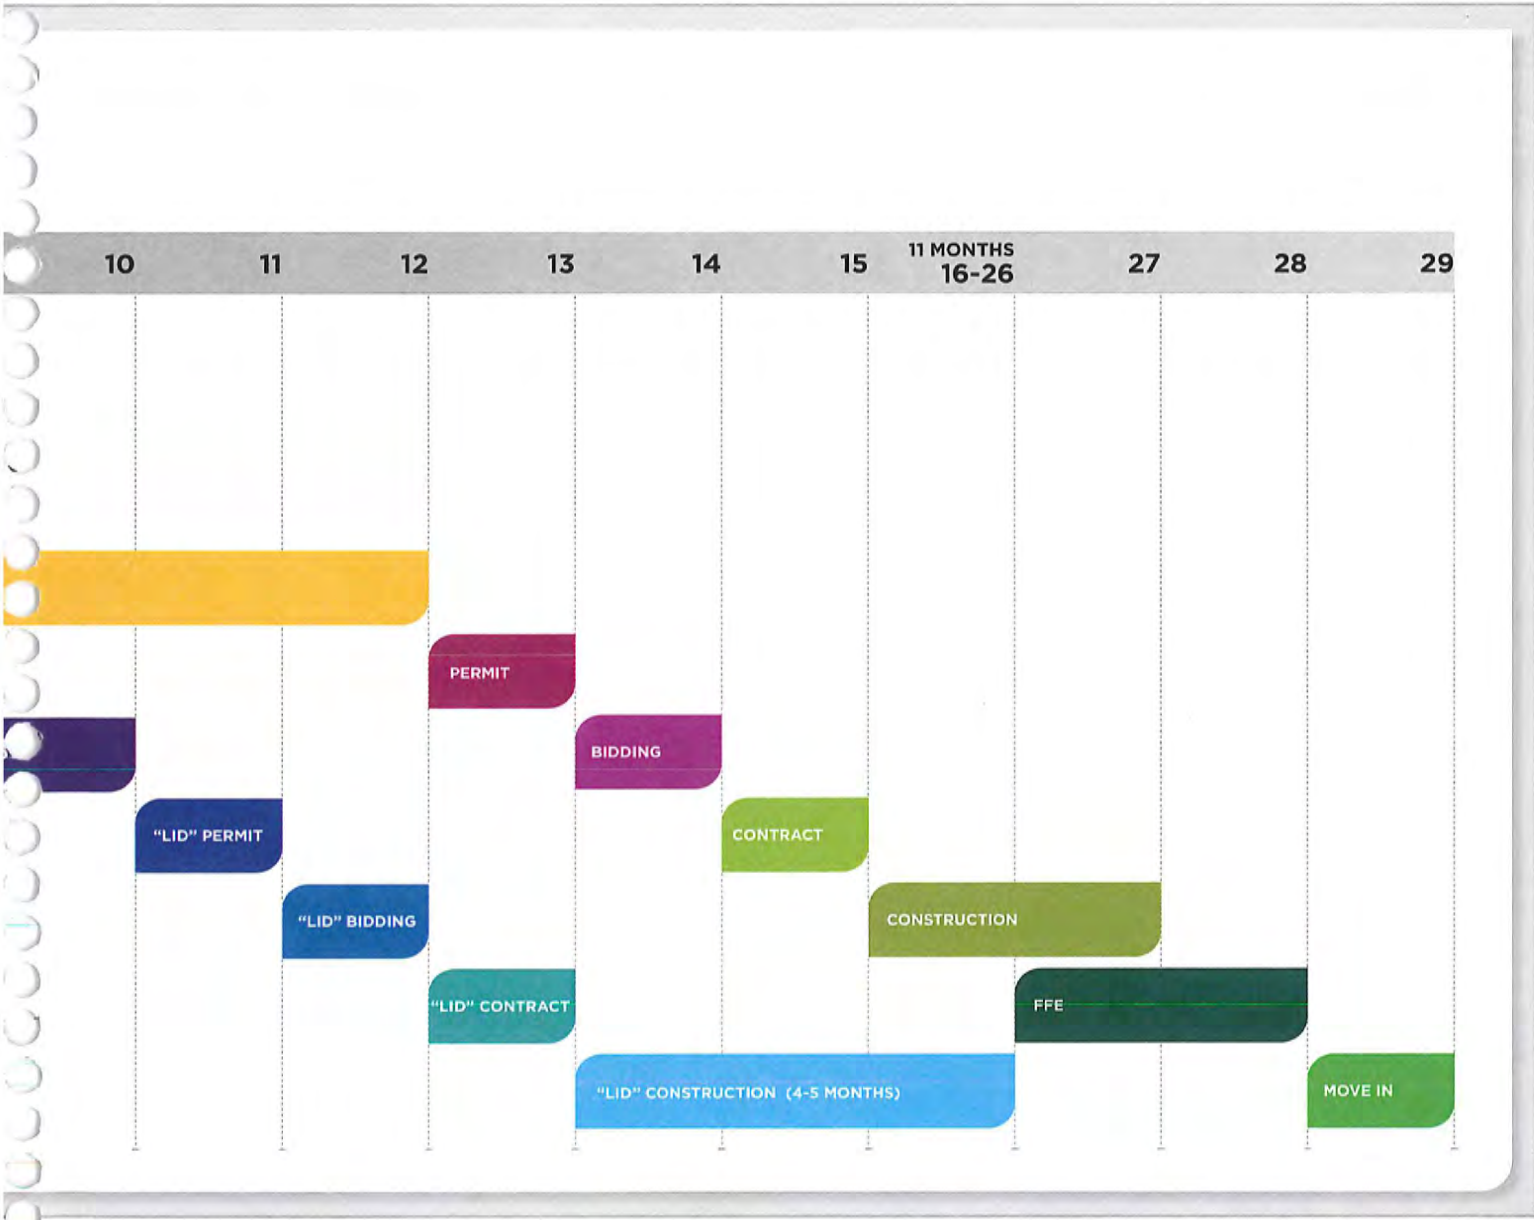 10 11 12 13 14 15 11 MONTHS 27 28 29
16-26
PERMIT
BIDDING
"LID" PERMIT
CONTRACT
"LID" BIDDING
CONSTRUCTION
"LID" CONTRACT
FFE
"LID" CONSTRUCTION (4-5 MONTHS)
MOVE IN